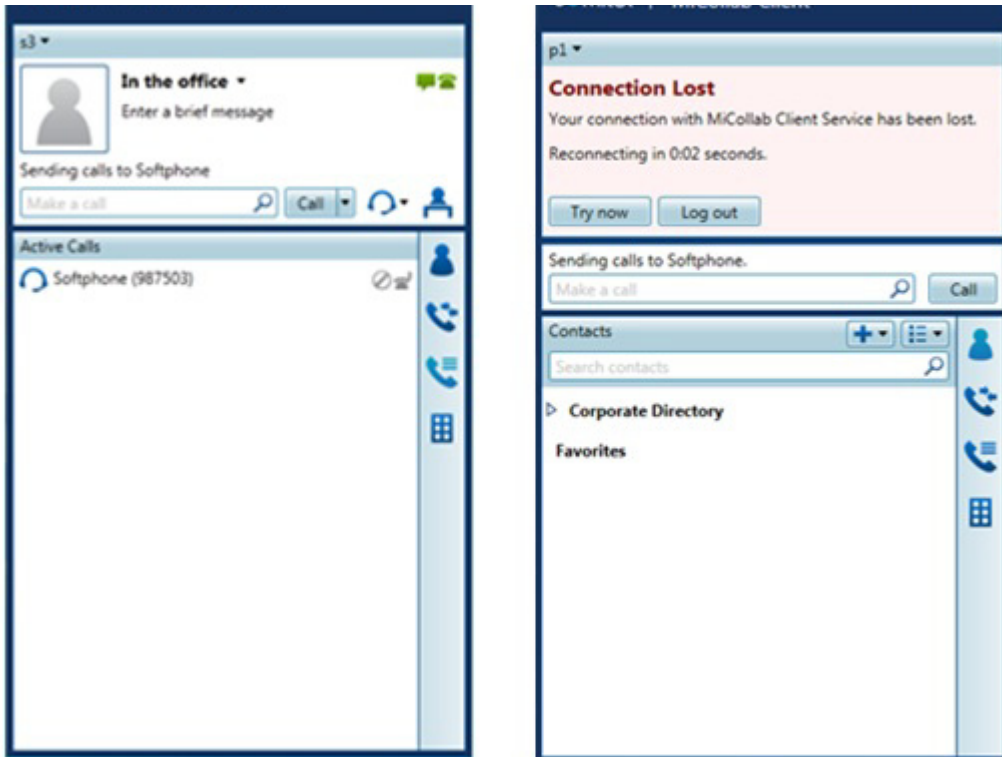 s3
In the office
Enter a brief message
Sending calls to Softphone
Make a call
Call
Active Calls
Softphone (987503)
MiCollab Client
p1
Connection Lost
Your connection with MiCollab Client Service has been lost.
Reconnecting in 0:02 seconds.
Try now
Log out
Sending calls to Softphone.
Make a call
Call
Contacts
Search contacts
Corporate Directory
Favorites